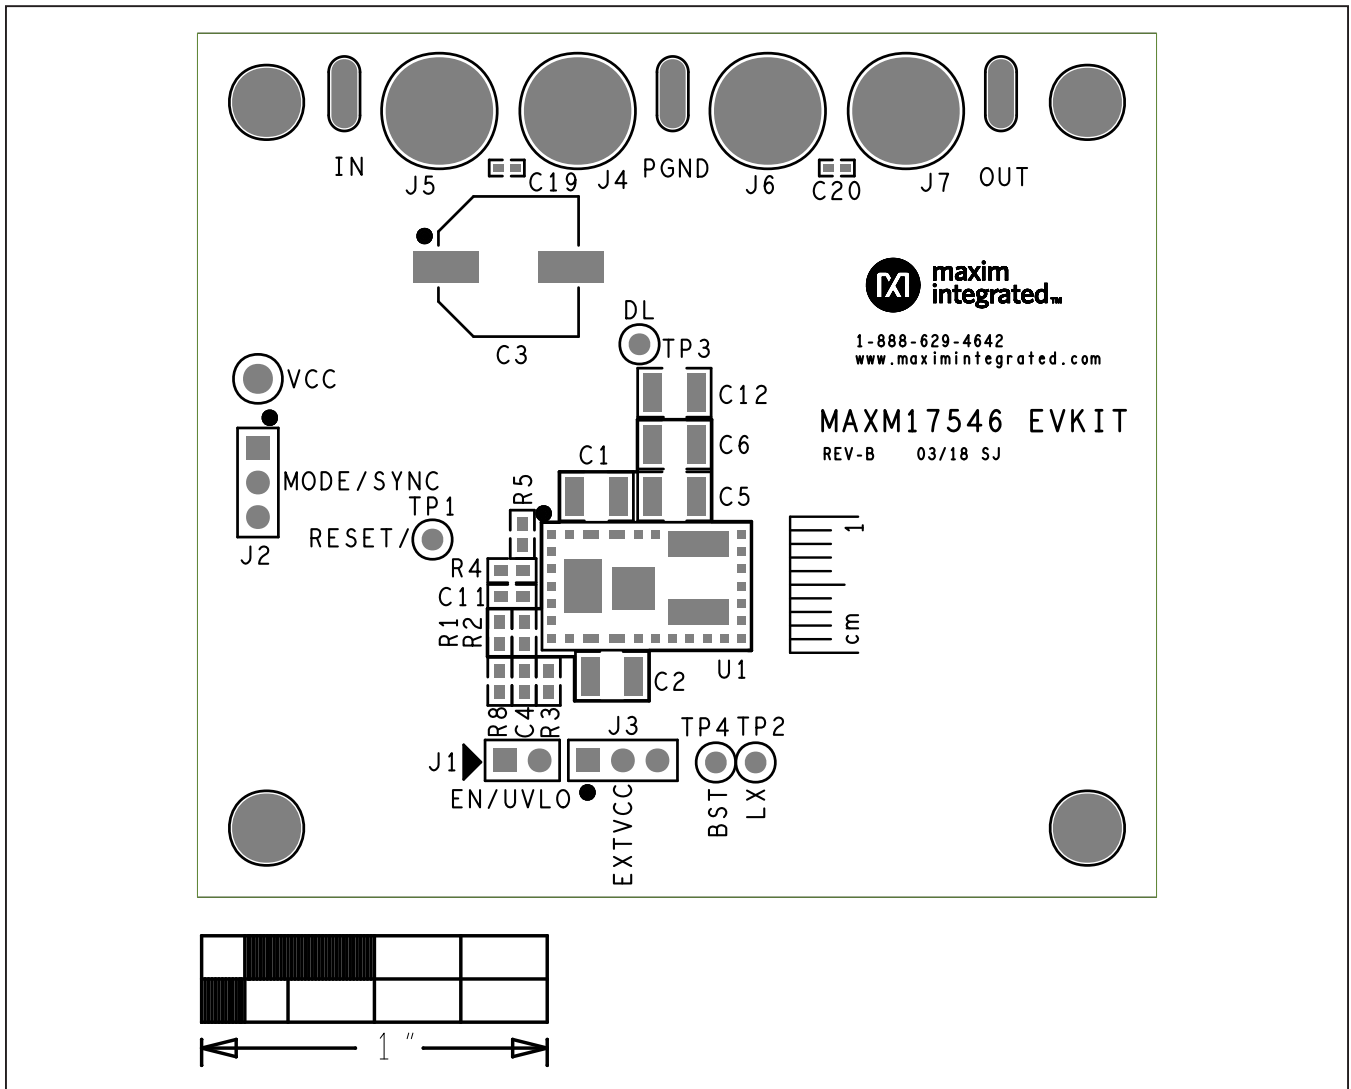 IN
J5
C19
J4
PGND
J6
C20
J7
OUT
maxim
integrated™
1-888-629-4642
www.maximintegrated.com
C3
DL
TP3
VCC
C12
MAXM17546 EVKIT
REV-B 03/18 SJ
C6
C1
MODE/SYNC
R5
C5
TP1
RESET/
J2
1
cm
R4
C11
R1
R2
U1
C2
R8
C4
R3
J3
TP4
TP2
J1
EN/UVLO
EXTVCC
BST
LX
1 "